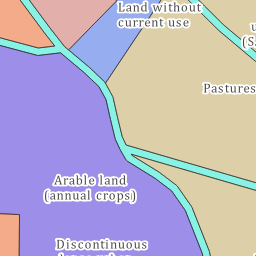 Land without
current use
u
(S.
Pastures
Arable land
(annual crops)
Discontinuous